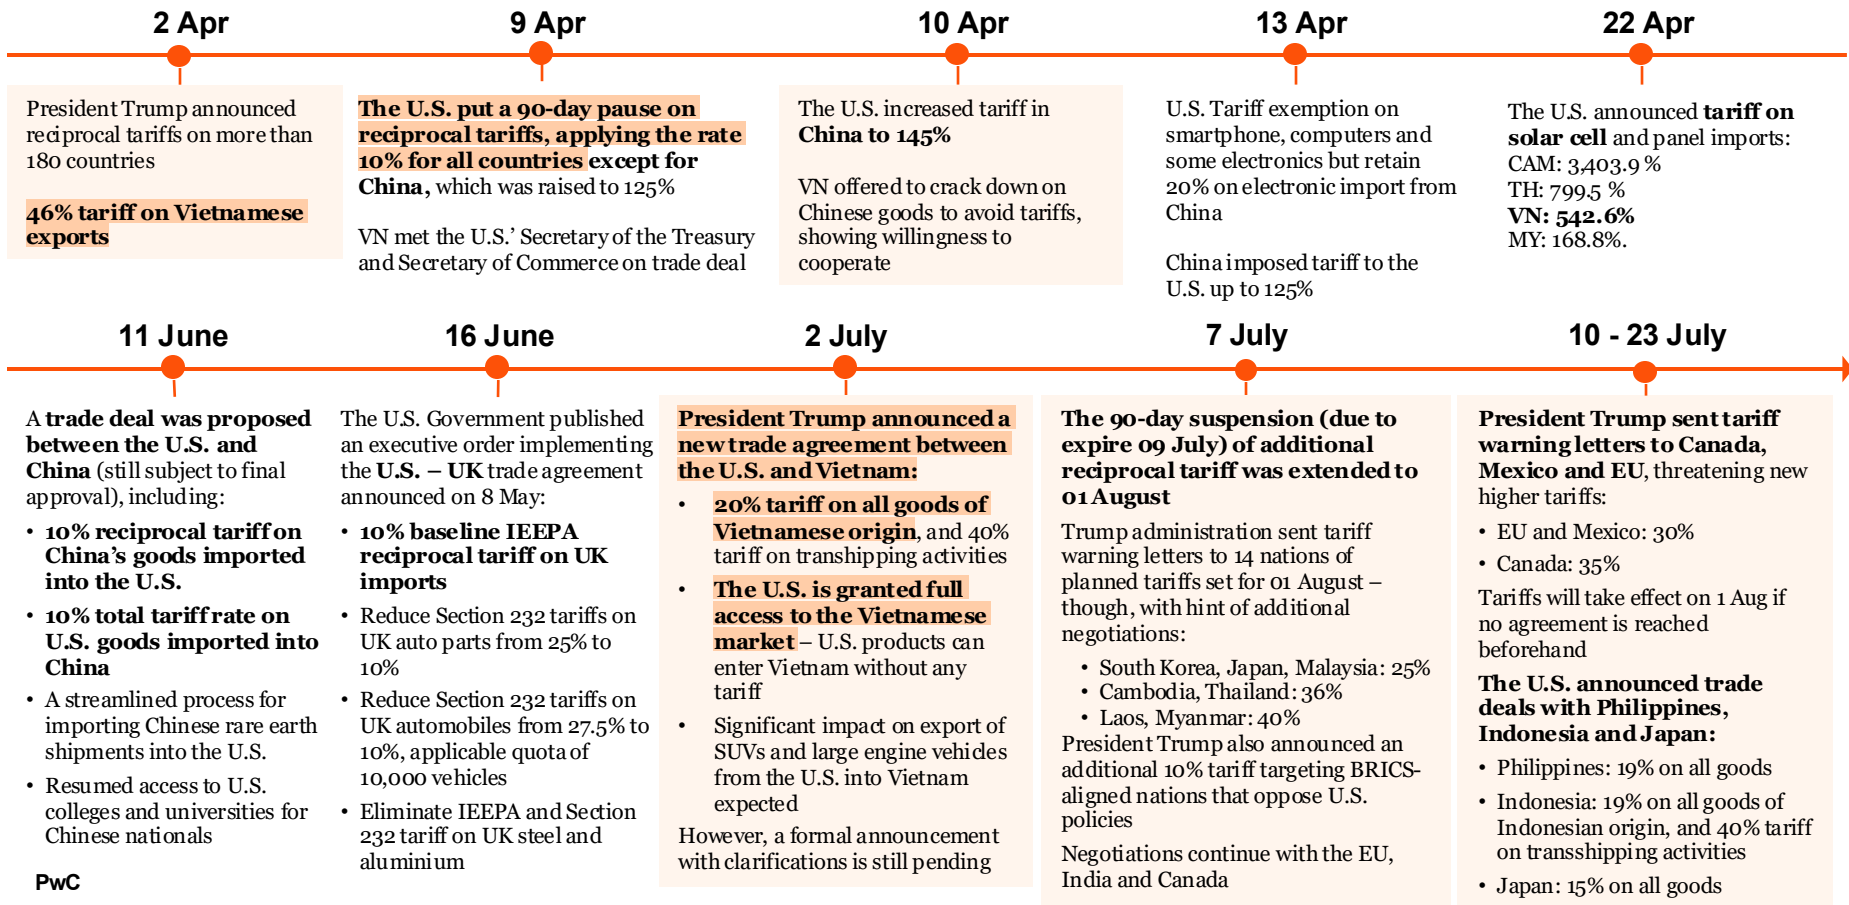 2 Apr
President Trump announced
reciprocal tariffs on more than
180 countries
46% tariff on Vietnamese
exports
9 Apr
The U.S. put a 90-day pause on
reciprocal tariffs, applying the rate
10% for all countries except for
China, which was raised to 125%
VN met the U.S.’ Secretary of the Treasury
and Secretary of Commerce on trade deal
10 Apr
The U.S. increased tariff in
China to 145%
VN offered to crack down on
Chinese goods to avoid tariffs,
showing willingness to
cooperate
13 Apr
U.S. Tariff exemption on
smartphone, computers and
some electronics but retain
20% on electronic import from
China
China imposed tariff to the
U.S. up to 125%
22 Apr
The U.S. announced tariff on
solar cell and panel imports:
CAM: 3,403.9 %
TH: 799.5 %
VN: 542.6%
MY: 168.8%.
11 June
A trade deal was proposed
between the U.S. and
China (still subject to final
approval), including:
• 10% reciprocal tariff on
China’s goods imported
into the U.S.
• 10% total tariff rate on
U.S. goods imported into
China
• A streamlined process for
importing Chinese rare earth
shipments into the U.S.
• Resumed access to U.S.
colleges and universities for
Chinese nationals
16 June
The U.S. Government published
an executive order implementing
the U.S. – UK trade agreement
announced on 8 May:
• 10% baseline IEEPA
reciprocal tariff on UK
imports
• Reduce Section 232 tariffs on
UK auto parts from 25% to
10%
• Reduce Section 232 tariffs on
UK automobiles from 27.5% to
10%, applicable quota of
10,000 vehicles
• Eliminate IEEPA and Section
232 tariff on UK steel and
aluminium
2 July
President Trump announced a
new trade agreement between
the U.S. and Vietnam:
• 20% tariff on all goods of
Vietnamese origin, and 40%
tariff on transhipping activities
• The U.S. is granted full
access to the Vietnamese
market – U.S. products can
enter Vietnam without any
tariff
• Significant impact on export of
SUVs and large engine vehicles
from the U.S. into Vietnam
expected
However, a formal announcement
with clarifications is still pending
7 July
The 90-day suspension (due to
expire 09 July) of additional
reciprocal tariff was extended to
01 August
Trump administration sent tariff
warning letters to 14 nations of
planned tariffs set for 01 August –
though, with hint of additional
negotiations:
• South Korea, Japan, Malaysia: 25%
• Cambodia, Thailand: 36%
• Laos, Myanmar: 40%
President Trump also announced an
additional 10% tariff targeting BRICS-
aligned nations that oppose U.S.
policies
Negotiations continue with the EU,
India and Canada
10 - 23 July
President Trump sent tariff
warning letters to Canada,
Mexico and EU, threatening new
higher tariffs:
• EU and Mexico: 30%
• Canada: 35%
Tariffs will take effect on 1 Aug if
no agreement is reached
beforehand
The U.S. announced trade
deals with Philippines,
Indonesia and Japan:
• Philippines: 19% on all goods
• Indonesia: 19% on all goods of
Indonesian origin, and 40% tariff
on transshipping activities
• Japan: 15% on all goods
PwC